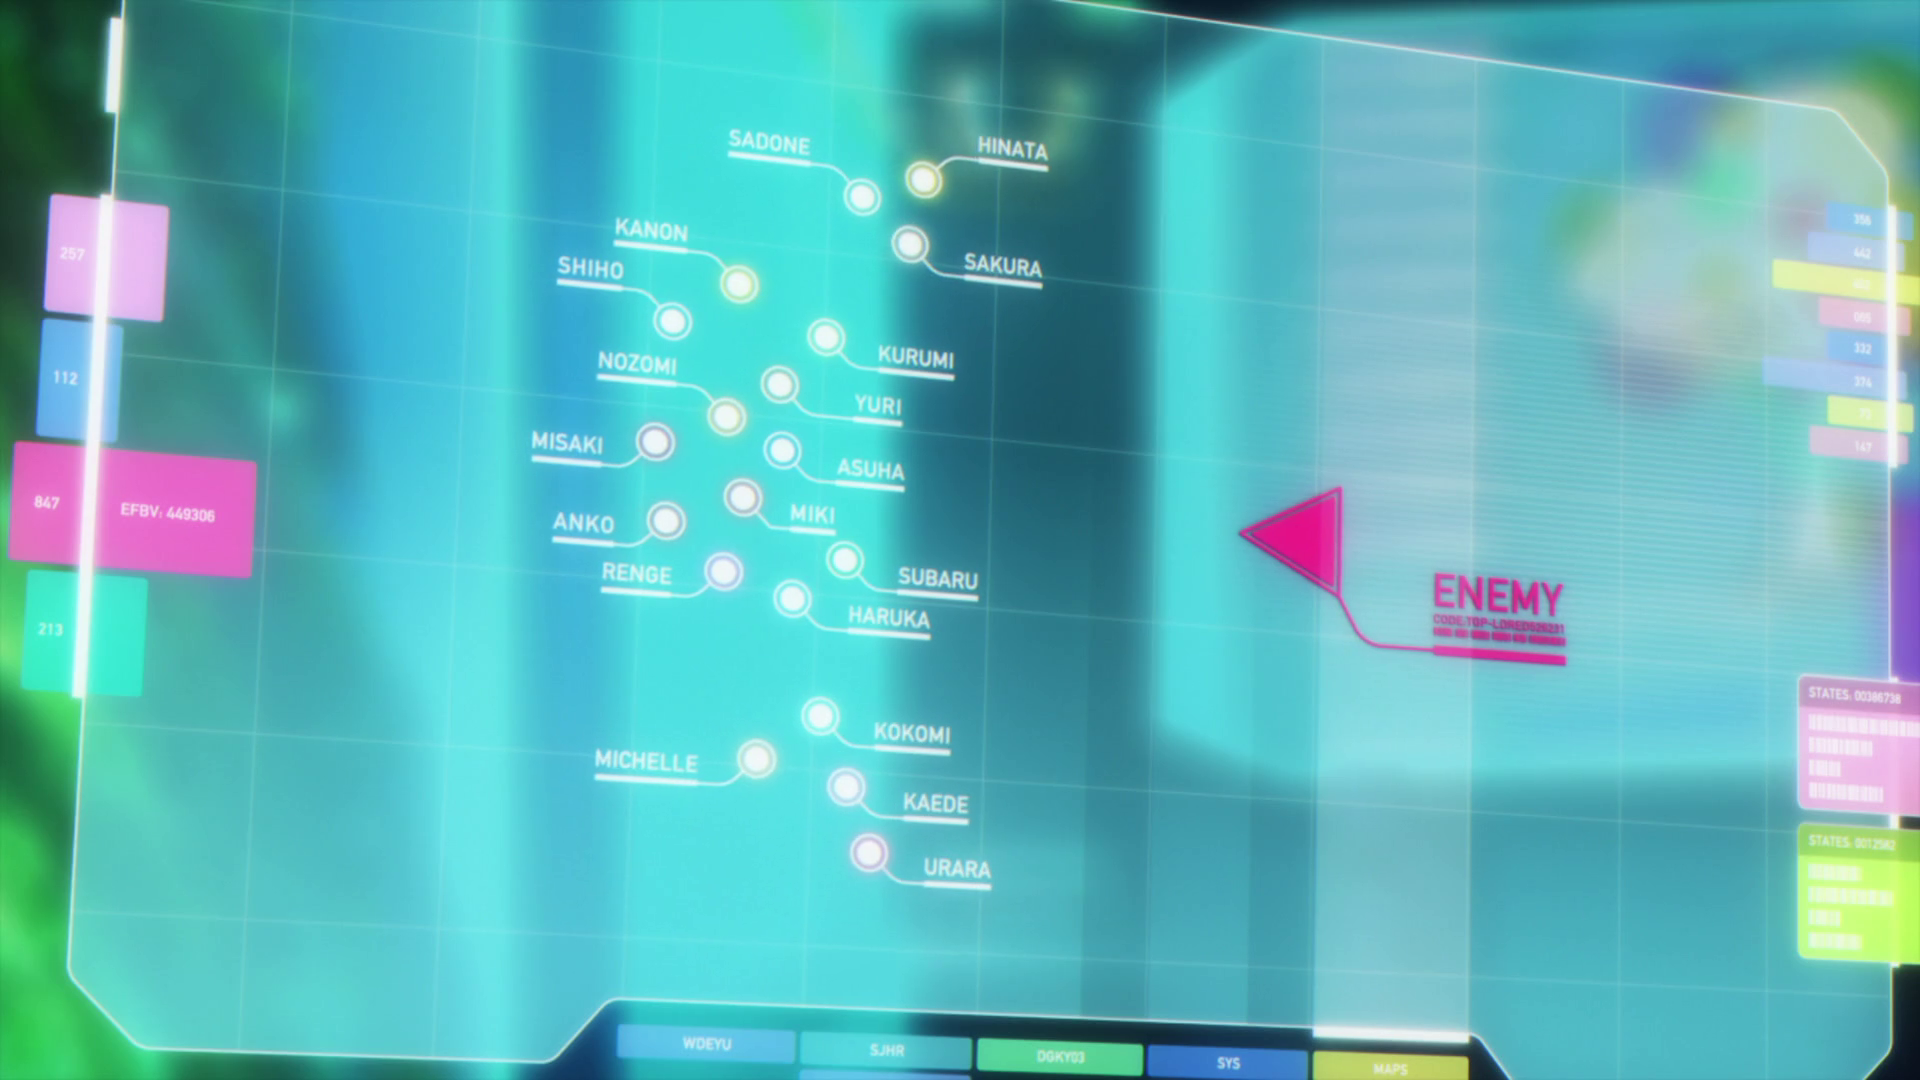 SADONE
HINATA
KANON
SAKURA
SHIHO
KURUMI
NOZOMI
YURI
MISAKI
ASUHA
MIKI
ANKO
RENGE
SUBARU
HARUKA
KOKOMI
MICHELLE
KAEDE
URARA
ENEMY
257
112
847
EFBV: 449306
213
356
442
085
332
374
71
147
STATES: 00386738
STATES: 0012562
WDEYU
SJHR
DGKY03
SYS
MAPS